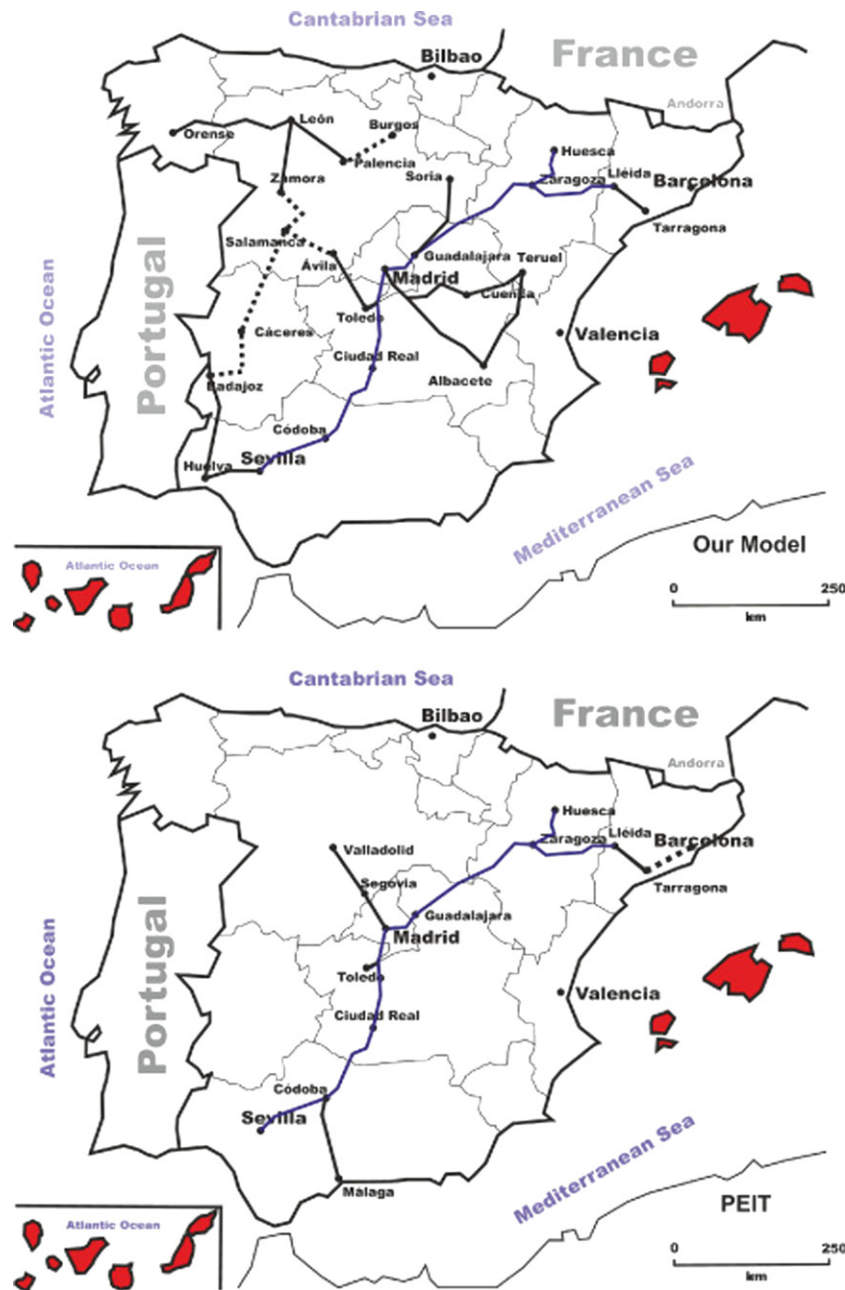 Cantabrian Sea
Bilbao
France
Andorra
León
Burgos
Orense
Palencia
Huesca
Zamora
Soria
Zaragoza
Lléida
Barcelona
Tarragona
Salamanca
Ávila
Guadalajara
Teruel
Madrid
Cuenca
Toledo
Atlantic Ocean
Portugal
Cáceres
Valencia
Ciudad Real
Badajoz
Albacete
Córdoba
Sevilla
Huelva
Mediterranean Sea
Our Model
Atlantic Ocean
0
250
km
Cantabrian Sea
Bilbao
France
Andorra
Huesca
Zaragoza
Lléida
Barcelona
Valladolid
Segovia
Tarragona
Guadalajara
Madrid
Toledo
Atlantic Ocean
Portugal
Valencia
Ciudad Real
Córdoba
Sevilla
Málaga
Mediterranean Sea
PEIT
Atlantic Ocean
0
250
km